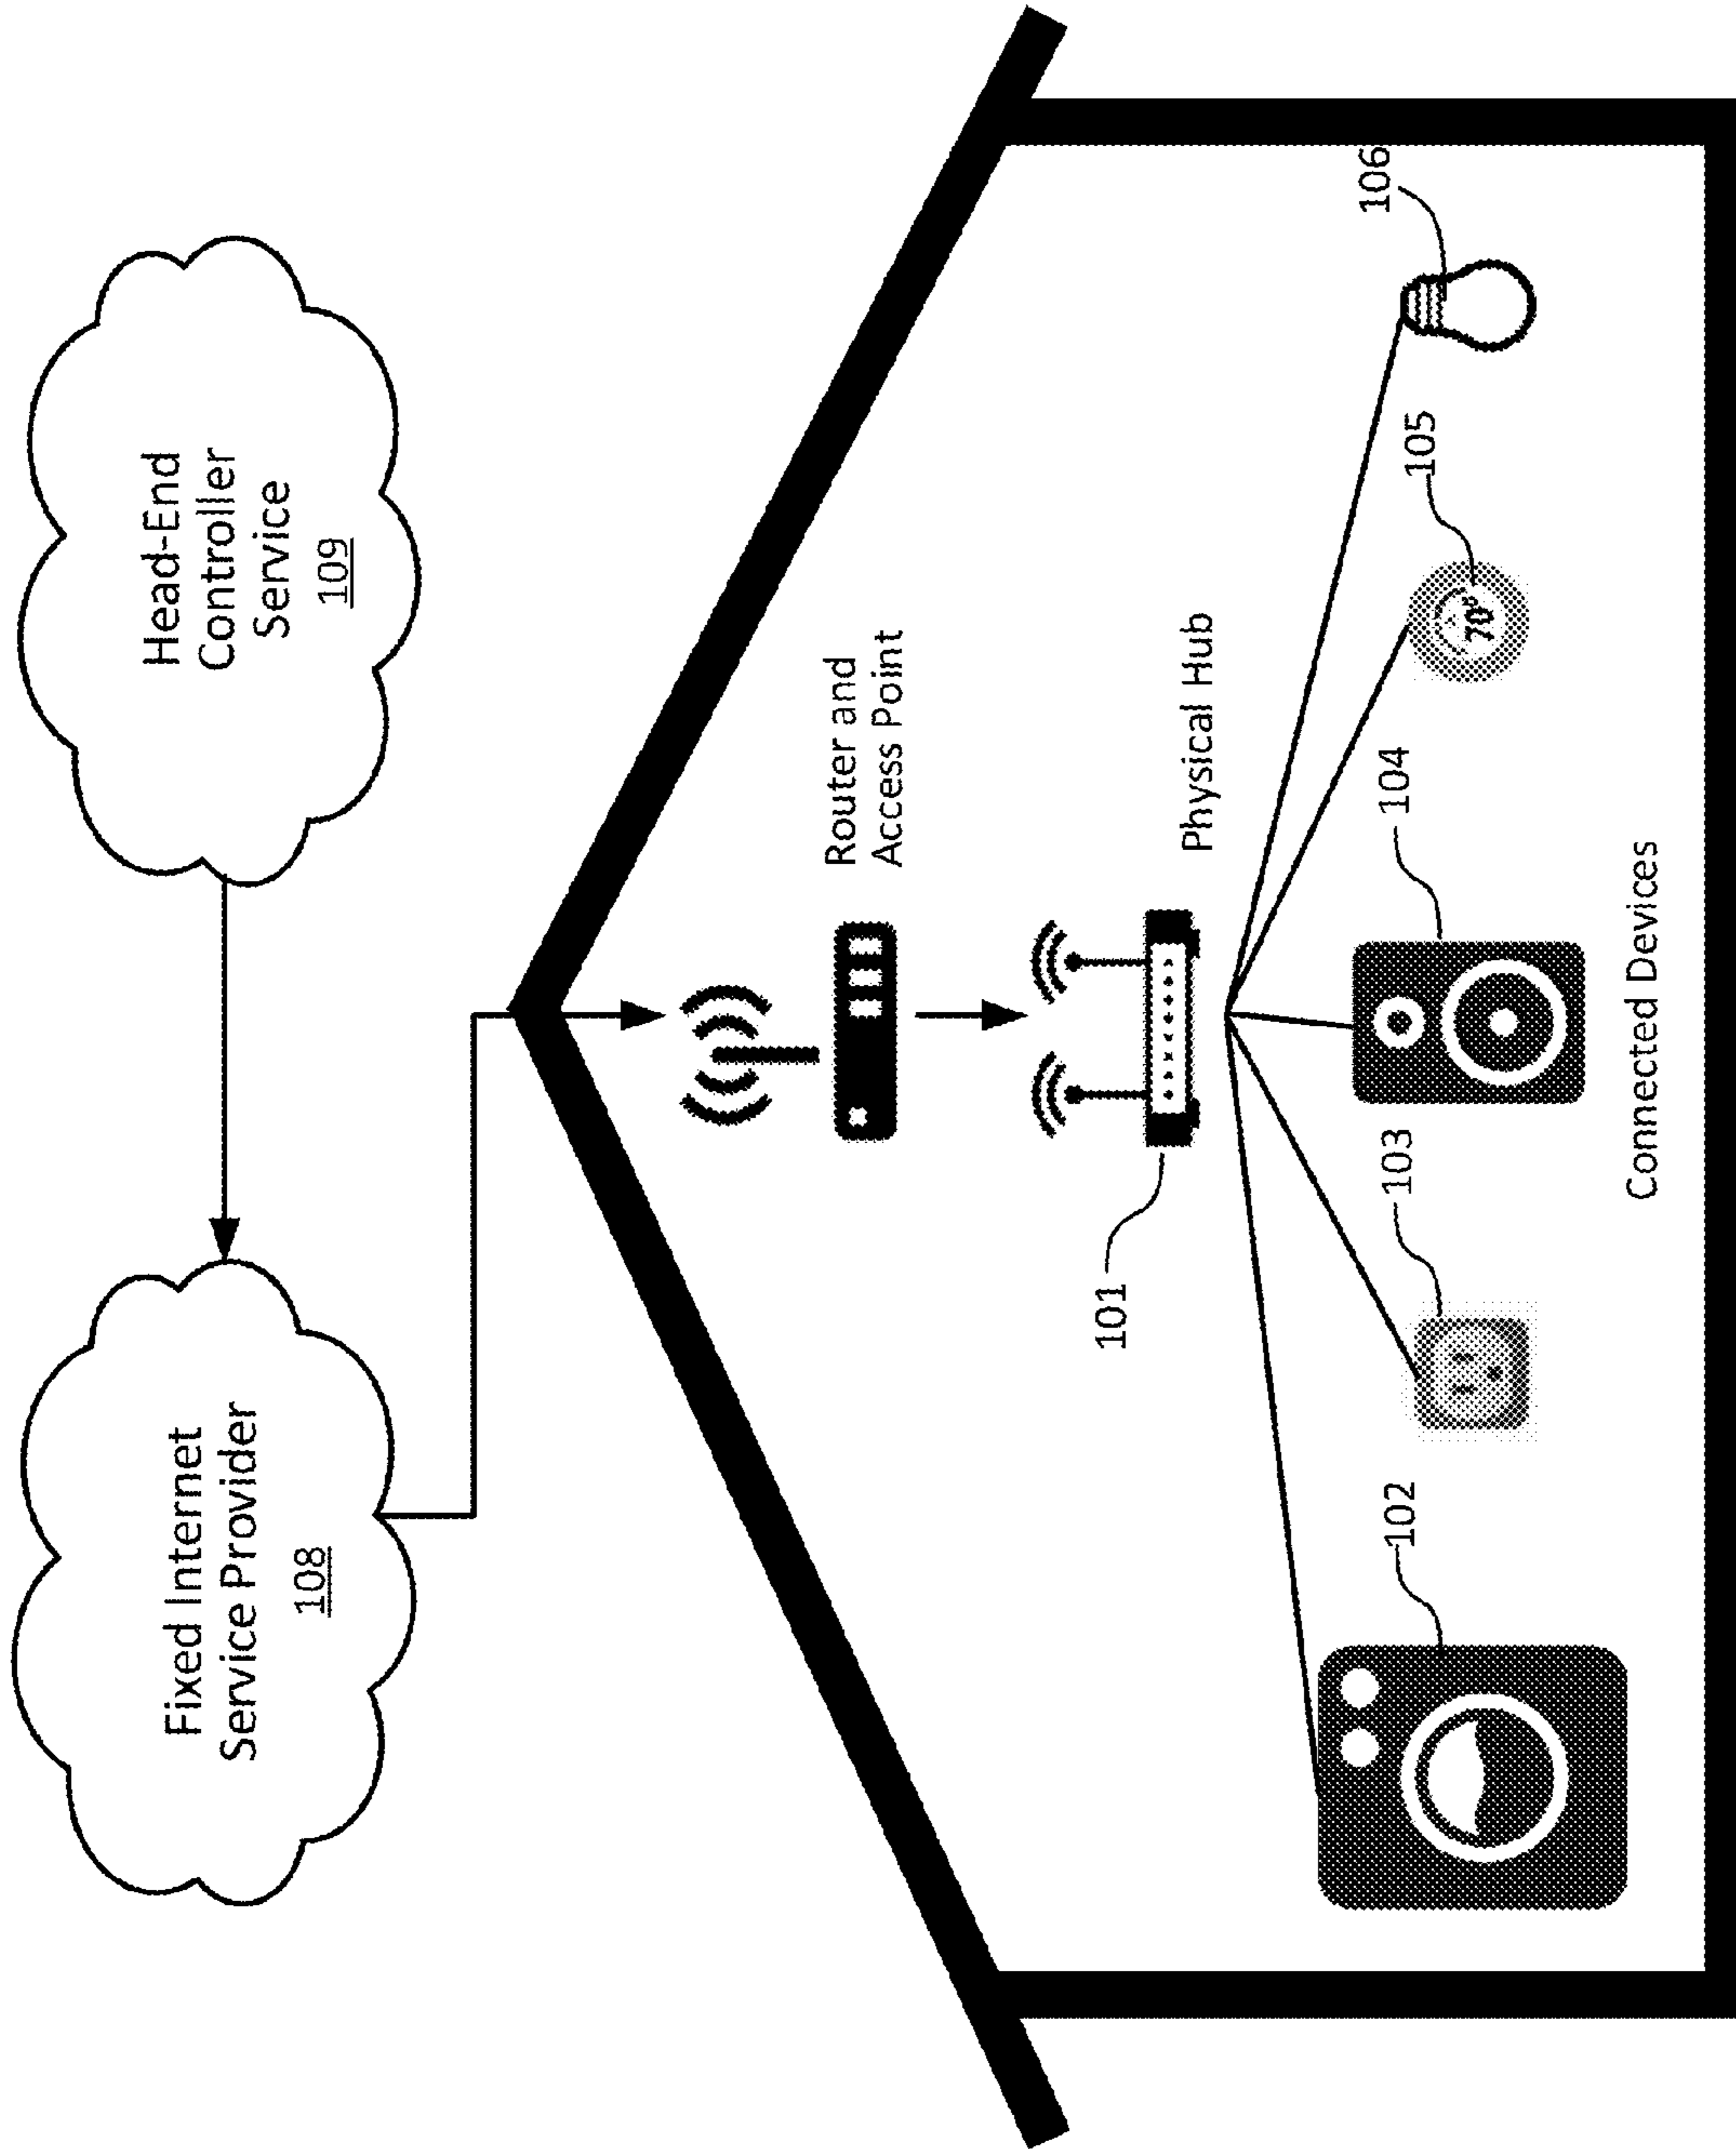 Fixed Internet
Service Provider
108
Head-End
Controller
Service
109
Router and
Access Point
Physical Hub
101
102
103
104
105
106
70°
Connected Devices